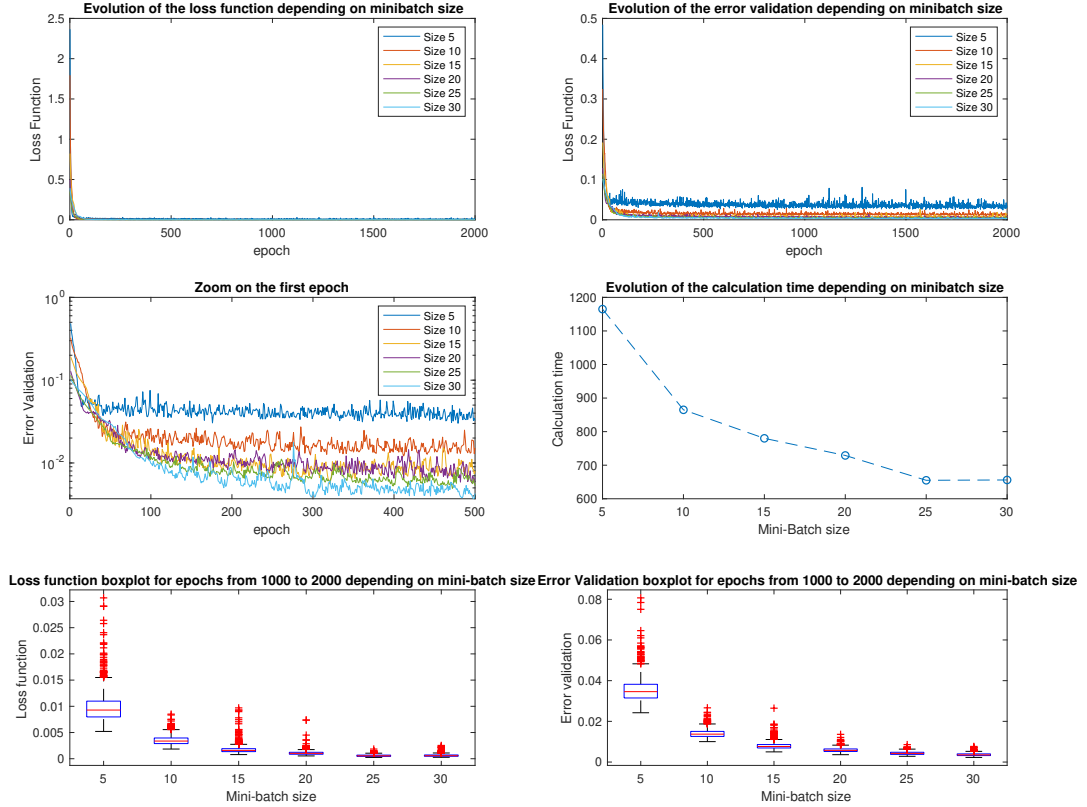 Evolution of the loss function depending on minibatch size
2.5
2
1.5
1
0.5
0
Loss Function
0
500
1000
1500
2000
epoch
Size 5
Size 10
Size 15
Size 20
Size 25
Size 30
Evolution of the error validation depending on minibatch size
0.5
0.4
0.3
0.2
0.1
0
Loss Function
0
500
1000
1500
2000
epoch
Size 5
Size 10
Size 15
Size 20
Size 25
Size 30
Zoom on the first epoch
10^0
10^-1
10^-2
Error Validation
0
100
200
300
400
500
epoch
Size 5
Size 10
Size 15
Size 20
Size 25
Size 30
Evolution of the calculation time depending on minibatch size
1200
1100
1000
900
800
700
600
Calculation time
5
10
15
20
25
30
Mini-Batch size
Loss function boxplot for epochs from 1000 to 2000 depending on mini-batch size
0.03
0.025
0.02
0.015
0.01
0.005
0
Loss function
5
10
15
20
25
30
Mini-batch size
Error Validation boxplot for epochs from 1000 to 2000 depending on mini-batch size
0.08
0.06
0.04
0.02
0
Error validation
5
10
15
20
25
30
Mini-batch size